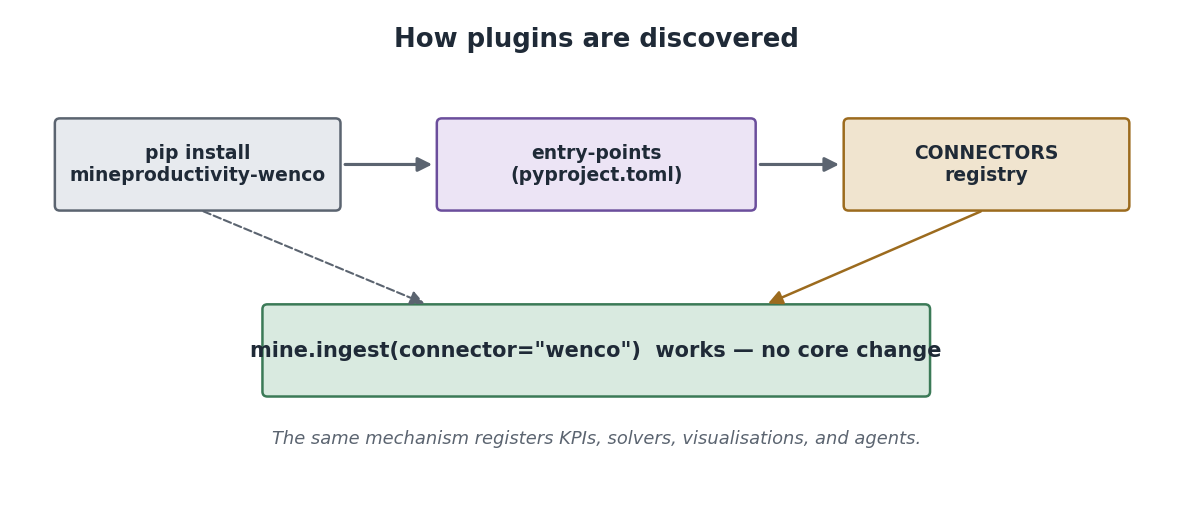 How plugins are discovered
pip install
mineproductivity-wenco
entry-points
(pyproject.toml)
CONNECTORS
registry
mine.ingest(connector="wenco")  works — no core change
The same mechanism registers KPIs, solvers, visualisations, and agents.